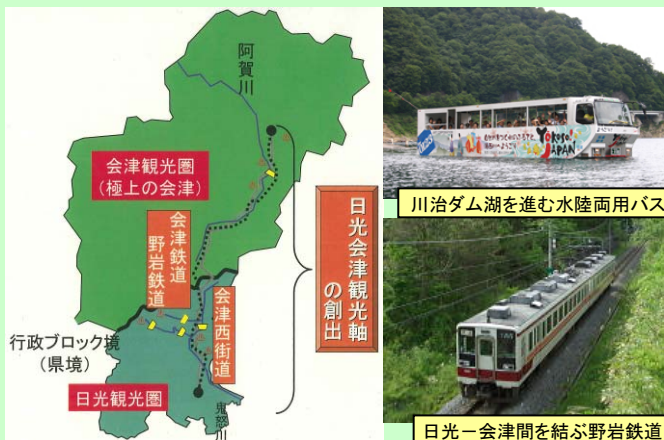 阿賀川
会津観光圏
(極上の会津)
会津鉄道
野岩鉄道
会津西街道
日光会津観光軸
の創出
行政ブロック境
(県境)
日光観光圏
鬼怒川
Yokoso!
JAPAN
川治ダム湖を進む水陸両用バス
日光－会津間を結ぶ野岩鉄道